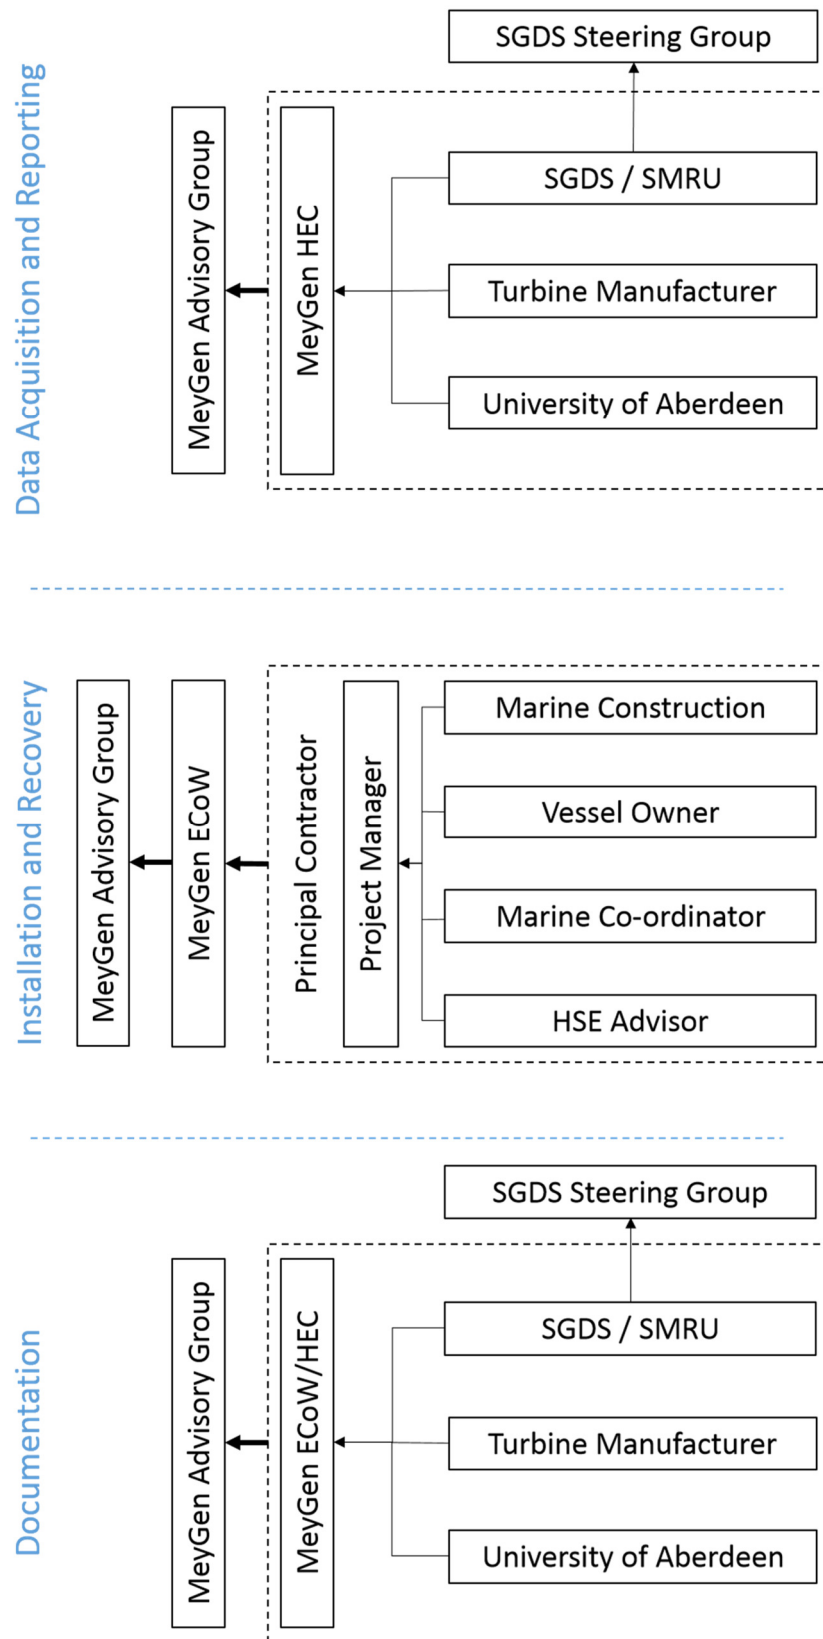 Data Acquisition and Reporting
MeyGen Advisory Group
MeyGen HEC
SGDS Steering Group
SGDS / SMRU
Turbine Manufacturer
University of Aberdeen
Installation and Recovery
MeyGen Advisory Group
MeyGen ECoW
Principal Contractor
Project Manager
Marine Construction
Vessel Owner
Marine Co-ordinator
HSE Advisor
Documentation
MeyGen Advisory Group
MeyGen ECoW/HEC
SGDS Steering Group
SGDS / SMRU
Turbine Manufacturer
University of Aberdeen